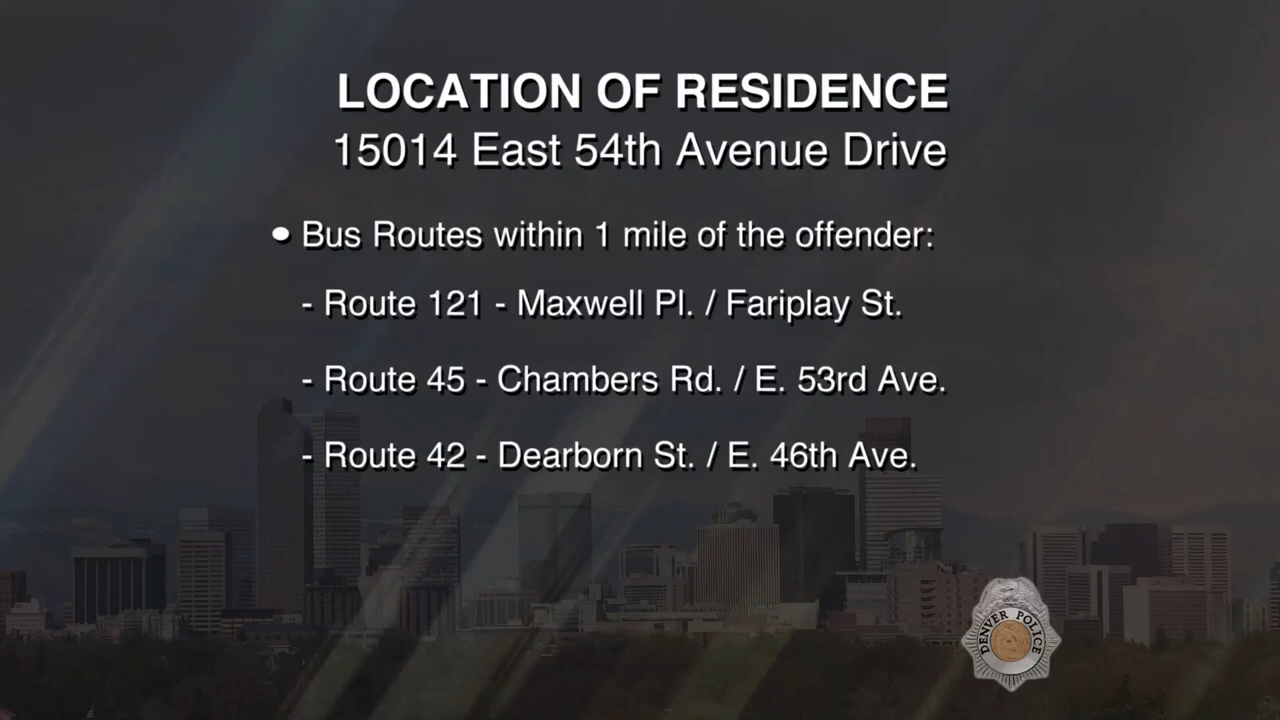 LOCATION OF RESIDENCE
15014 East 54th Avenue Drive
• Bus Routes within 1 mile of the offender:
- Route 121 - Maxwell Pl. / Fariplay St.
- Route 45 - Chambers Rd. / E. 53rd Ave.
- Route 42 - Dearborn St. / E. 46th Ave.
DENVER POLICE